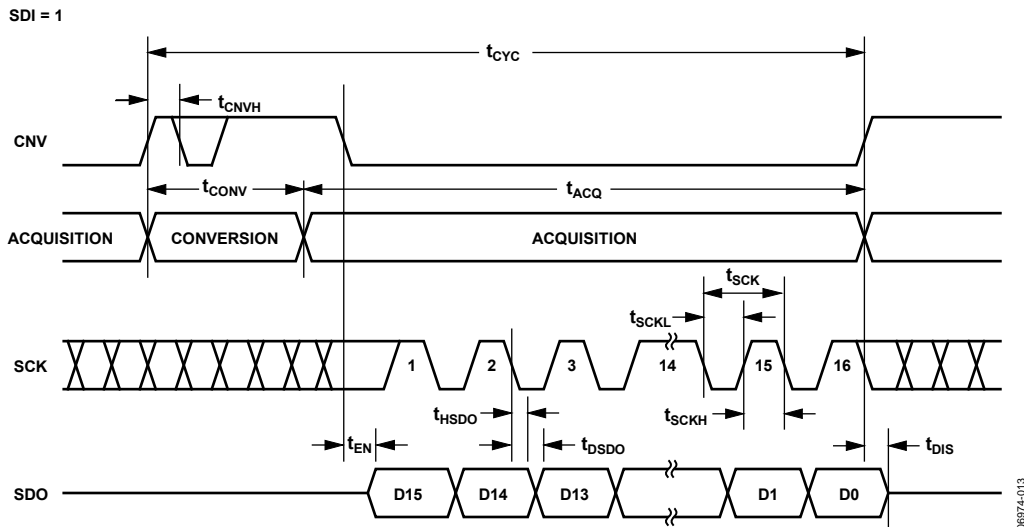 SDI = 1
tCYC
tCNVH
CNV
tCONV
tACQ
ACQUISITION
CONVERSION
ACQUISITION
tSCK
tSCKL
SCK
1
2
3
14
15
16
tHSDO
tSCKH
tEN
tDSDO
tDIS
SDO
D15
D14
D13
D1
D0
06974-013